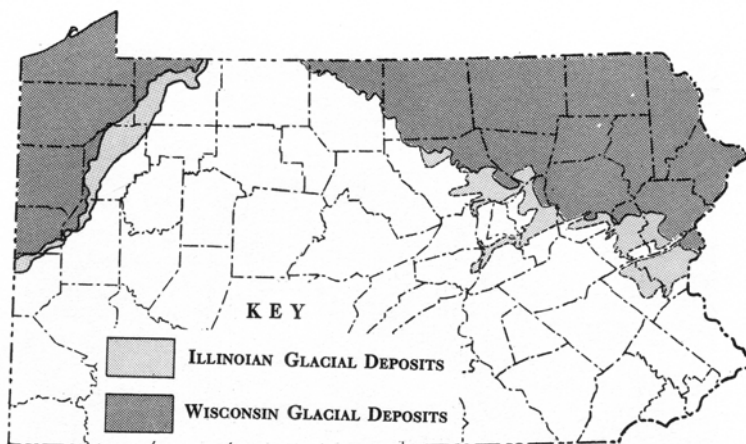 KEY
ILLINOIAN GLACIAL DEPOSITS
WISCONSIN GLACIAL DEPOSITS